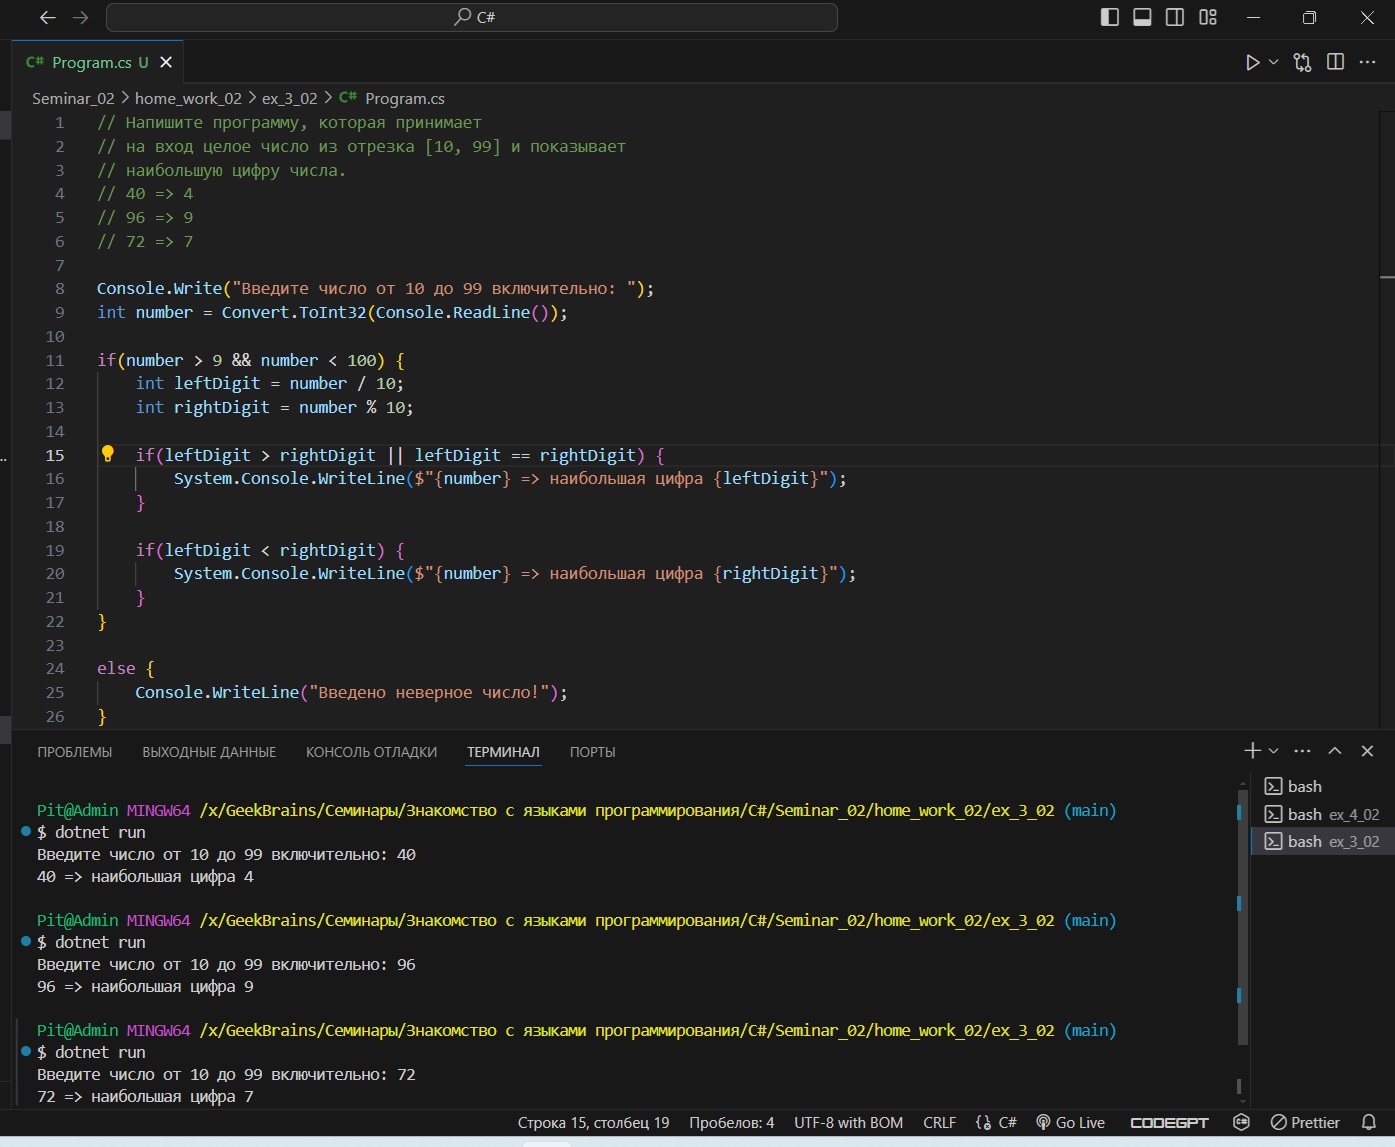 C#
C# Program.cs U
Seminar_02 > home_work_02 > ex_3_02 > C# Program.cs
1 // Напишите программу, которая принимает
2 // на вход целое число из отрезка [10, 99] и показывает
3 // наибольшую цифру числа.
4 // 40 => 4
5 // 96 => 9
6 // 72 => 7
7
8 Console.Write("Введите число от 10 до 99 включительно: ");
9 int number = Convert.ToInt32(Console.ReadLine());
10
11 if(number > 9 && number < 100) {
12     int leftDigit = number / 10;
13     int rightDigit = number % 10;
14
15     if(leftDigit > rightDigit || leftDigit == rightDigit) {
16         System.Console.WriteLine($"{number} => наибольшая цифра {leftDigit}");
17     }
18
19     if(leftDigit < rightDigit) {
20         System.Console.WriteLine($"{number} => наибольшая цифра {rightDigit}");
21     }
22 }
23
24 else {
25     Console.WriteLine("Введено неверное число!");
26 }
ПРОБЛЕМЫ ВЫХОДНЫЕ ДАННЫЕ КОНСОЛЬ ОТЛАДКИ ТЕРМИНАЛ ПОРТЫ
Pit@Admin MINGW64 /x/GeekBrains/Семинары/Знакомство с языками программирования/C#/Seminar_02/home_work_02/ex_3_02 (main)
$ dotnet run
Введите число от 10 до 99 включительно: 40
40 => наибольшая цифра 4
Pit@Admin MINGW64 /x/GeekBrains/Семинары/Знакомство с языками программирования/C#/Seminar_02/home_work_02/ex_3_02 (main)
$ dotnet run
Введите число от 10 до 99 включительно: 96
96 => наибольшая цифра 9
Pit@Admin MINGW64 /x/GeekBrains/Семинары/Знакомство с языками программирования/C#/Seminar_02/home_work_02/ex_3_02 (main)
$ dotnet run
Введите число от 10 до 99 включительно: 72
72 => наибольшая цифра 7
bash
bash ex_4_02
bash ex_3_02
Строка 15, столбец 19 Пробелов: 4 UTF-8 with BOM CRLF C# Go Live CODEGPT Prettier